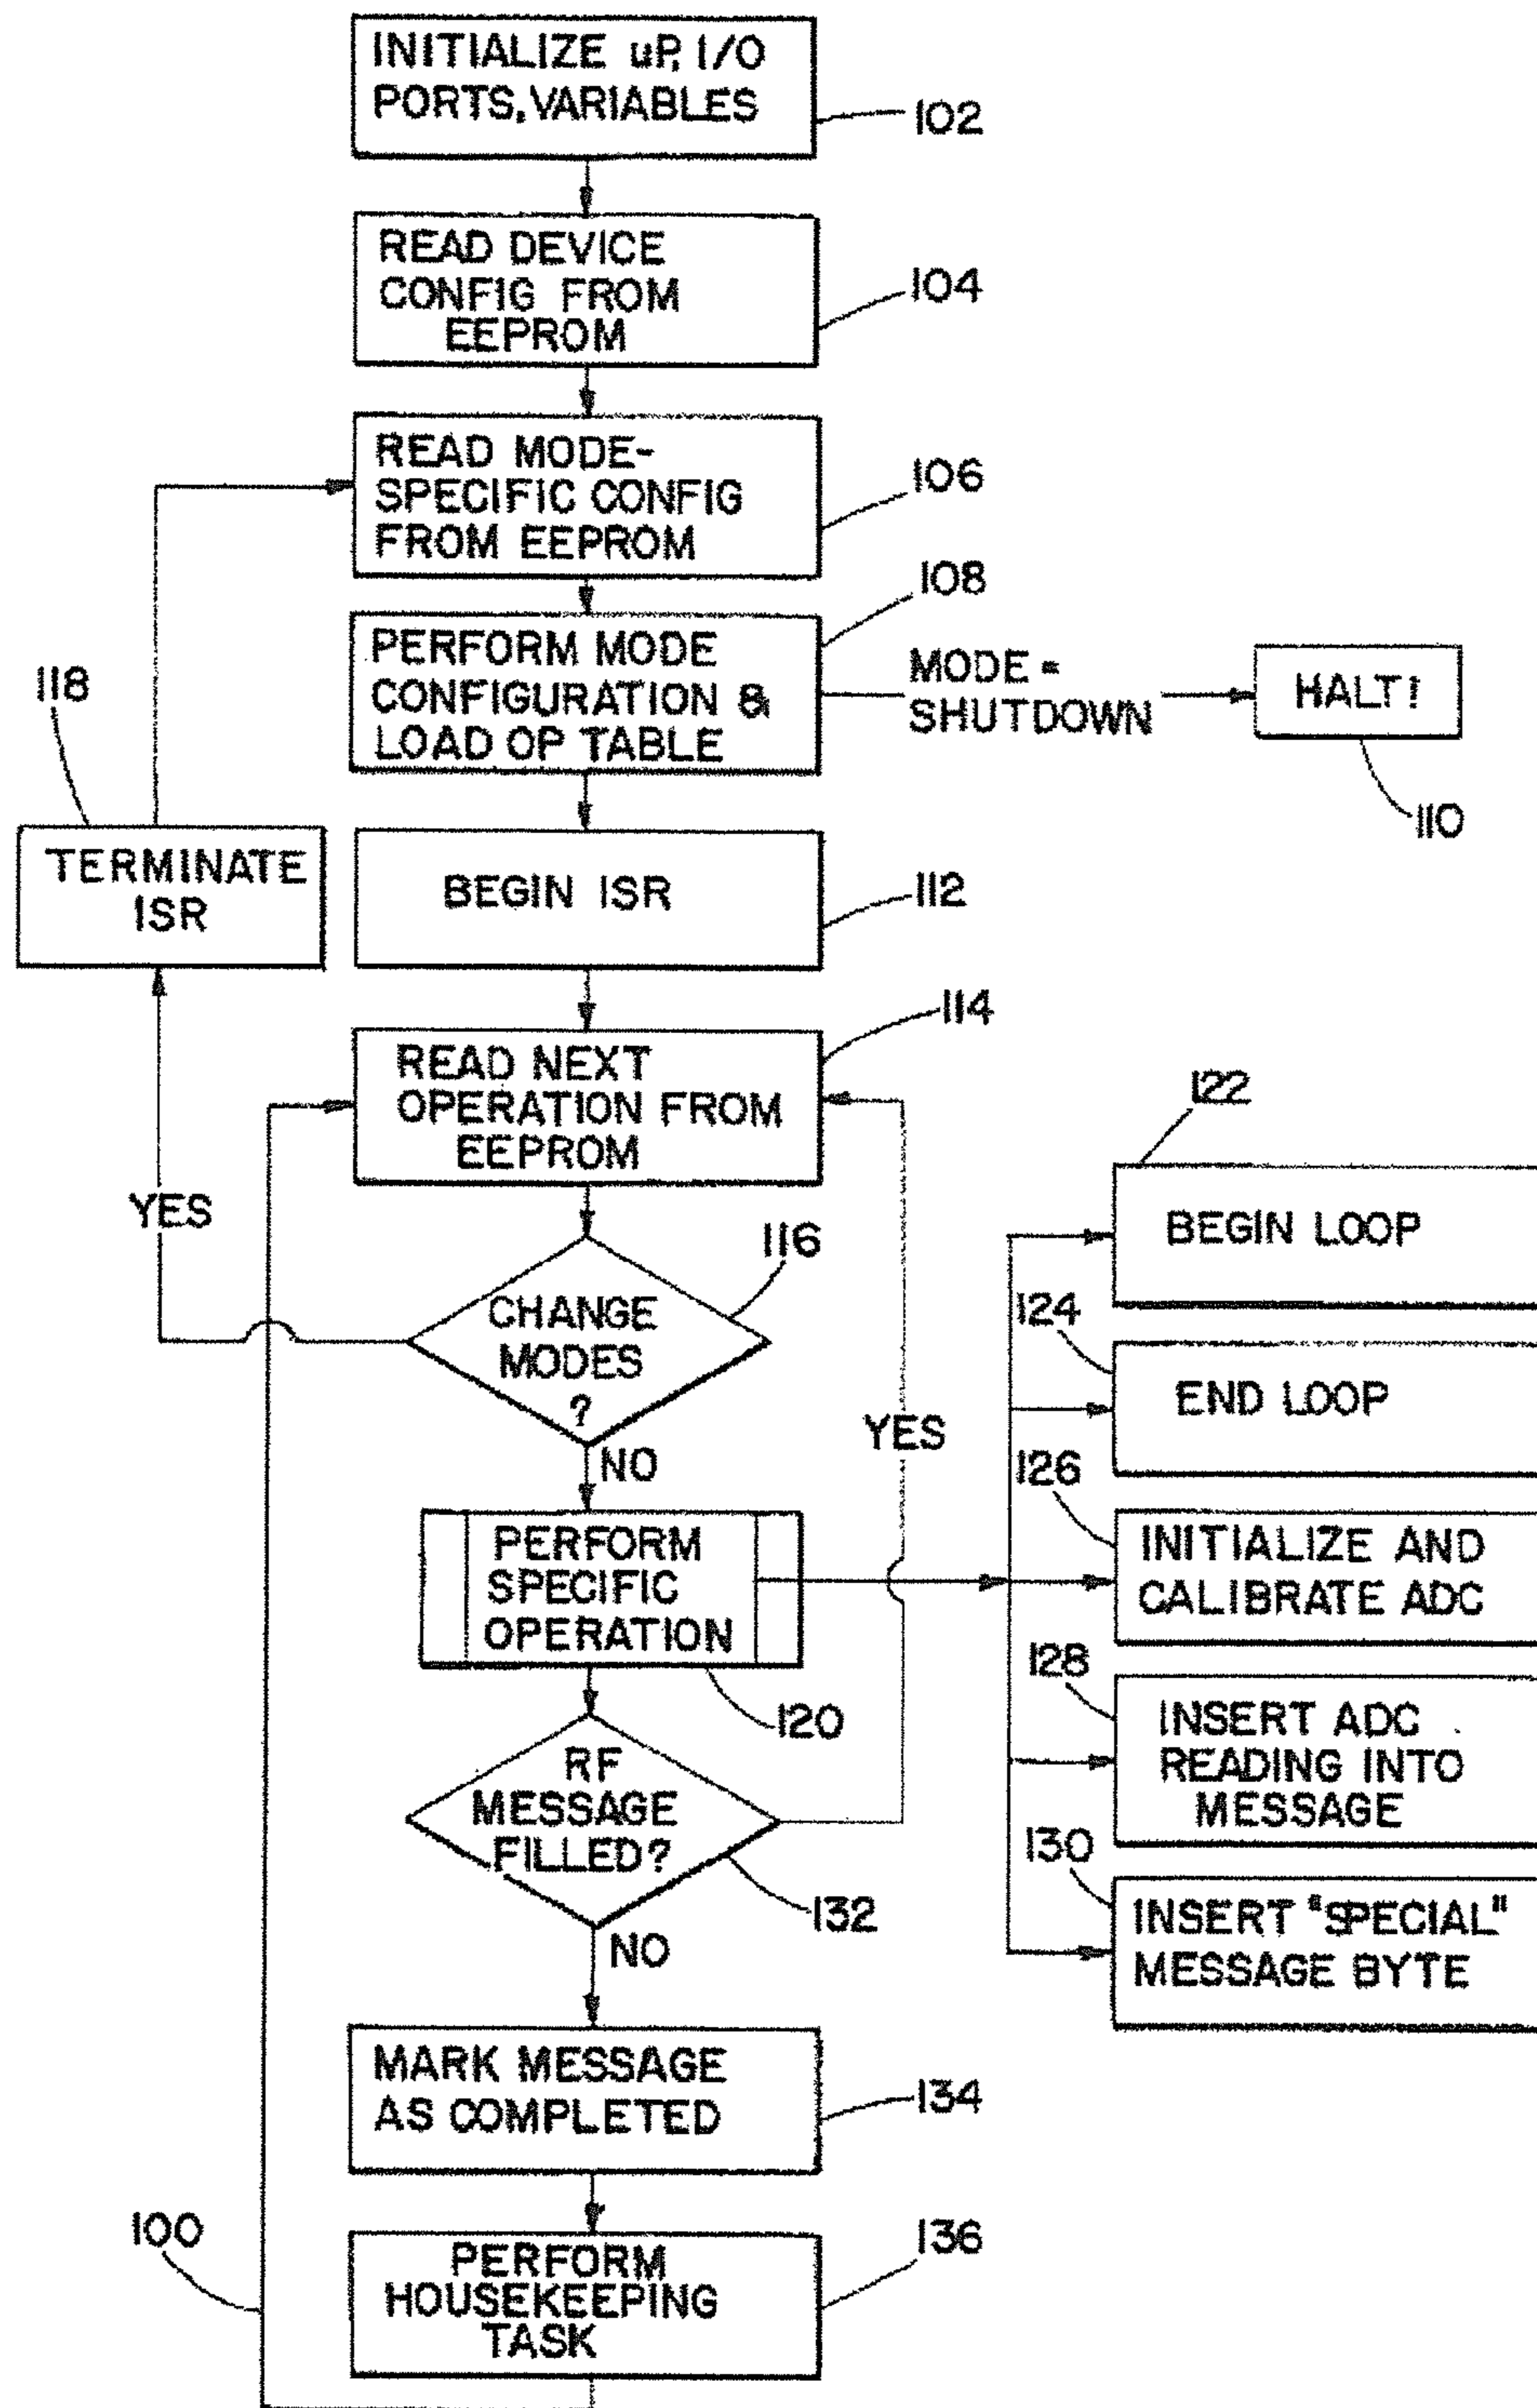 INITIALIZE uP, I/O
PORTS, VARIABLES
102
READ DEVICE
CONFIG FROM
EEPROM
104
READ MODE-
SPECIFIC CONFIG
FROM EEPROM
106
PERFORM MODE
CONFIGURATION &
LOAD OP TABLE
108
MODE =
SHUTDOWN
HALT!
110
118
TERMINATE
ISR
BEGIN ISR
112
READ NEXT
OPERATION FROM
EEPROM
114
YES
CHANGE
MODES
?
116
NO
YES
PERFORM
SPECIFIC
OPERATION
120
122
BEGIN LOOP
124
END LOOP
126
INITIALIZE AND
CALIBRATE ADC
128
INSERT ADC
READING INTO
MESSAGE
130
INSERT "SPECIAL"
MESSAGE BYTE
RF
MESSAGE
FILLED?
132
NO
MARK MESSAGE
AS COMPLETED
134
100
PERFORM
HOUSEKEEPING
TASK
136